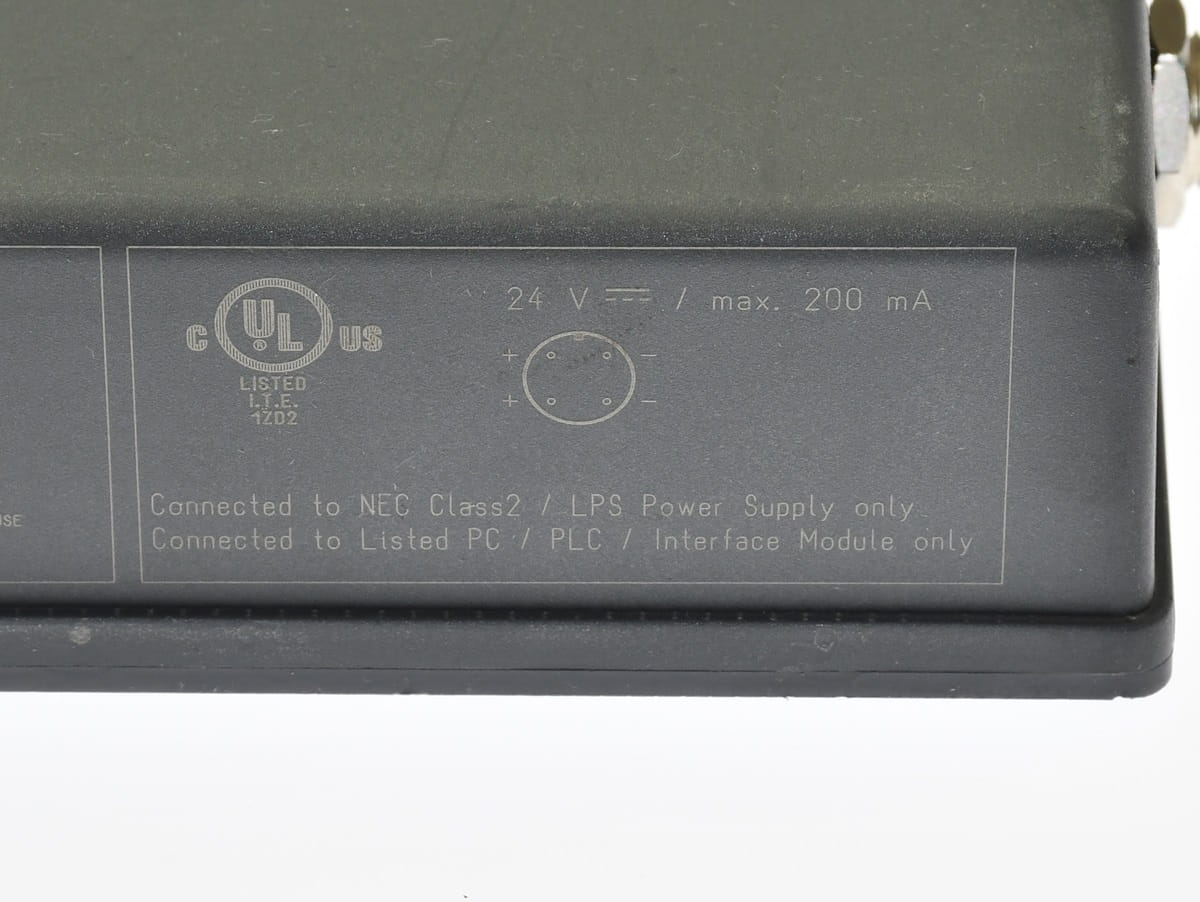 C UL ® US
LISTED
I.T.E.
1ZD2
24 V ⎓ / max. 200 mA
+ −
+ −
Connected to NEC Class2 / LPS Power Supply only
Connected to Listed PC / PLC / Interface Module only